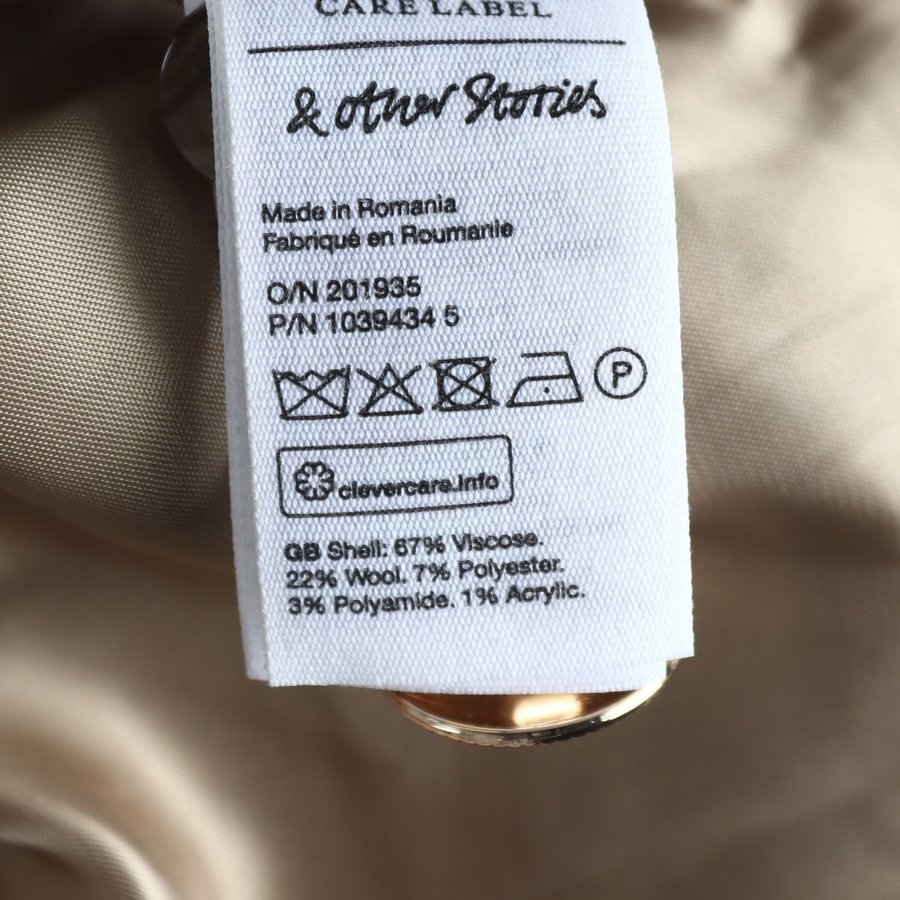 CARE LABEL
& other Stories
Made in Romania
Fabriqué en Roumanie
O/N 201935
P/N 1039434 5
P
clevercare.info
GB Shell: 67% Viscose.
22% Wool. 7% Polyester.
3% Polyamide. 1% Acrylic.